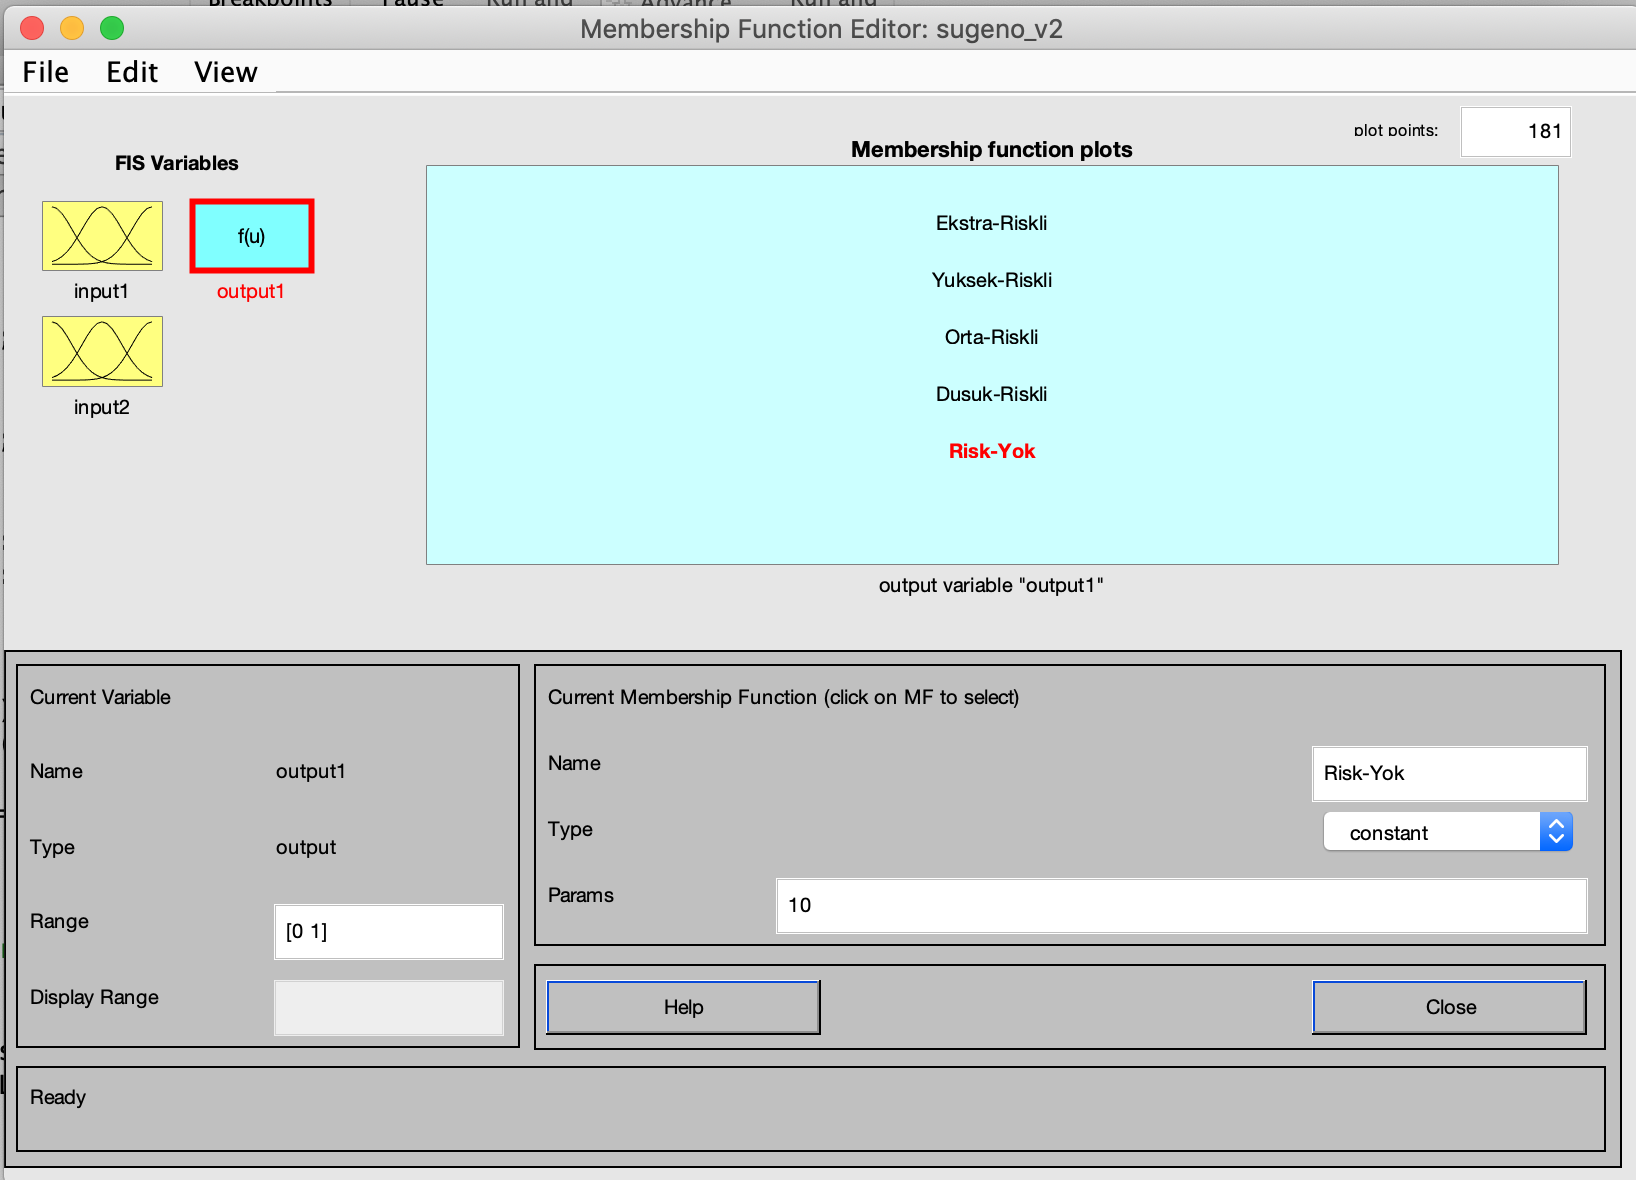 Membership Function Editor: sugeno_v2
File Edit View
plot points: 181
FIS Variables
Membership function plots
f(u)
input1 output1
input2
Ekstra-Riskli
Yuksek-Riskli
Orta-Riskli
Dusuk-Riskli
Risk-Yok
output variable "output1"
Current Variable
Name output1
Type output
Range [0 1]
Display Range
Current Membership Function (click on MF to select)
Name Risk-Yok
Type constant
Params 10
Help Close
Ready